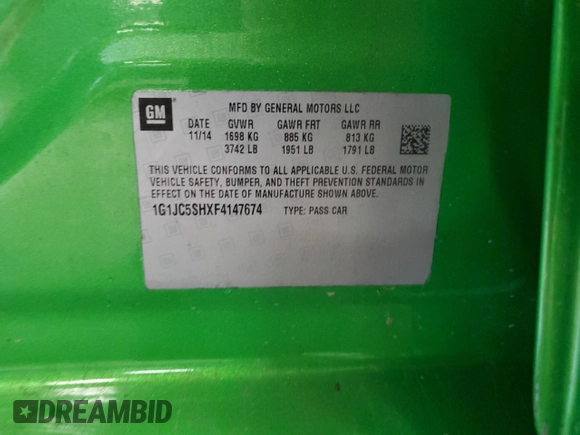 GM
MFD BY GENERAL MOTORS LLC
DATE GVWR GAWR FRT GAWR RR
11/14 1698 KG 885 KG 813 KG
3742 LB 1951 LB 1791 LB
THIS VEHICLE CONFORMS TO ALL APPLICABLE U.S. FEDERAL MOTOR
VEHICLE SAFETY, BUMPER, AND THEFT PREVENTION STANDARDS IN
EFFECT ON THE DATE OF MANUFACTURE SHOWN ABOVE.
1G1JC5SHXF4147674 TYPE: PASS CAR
DREAMBID